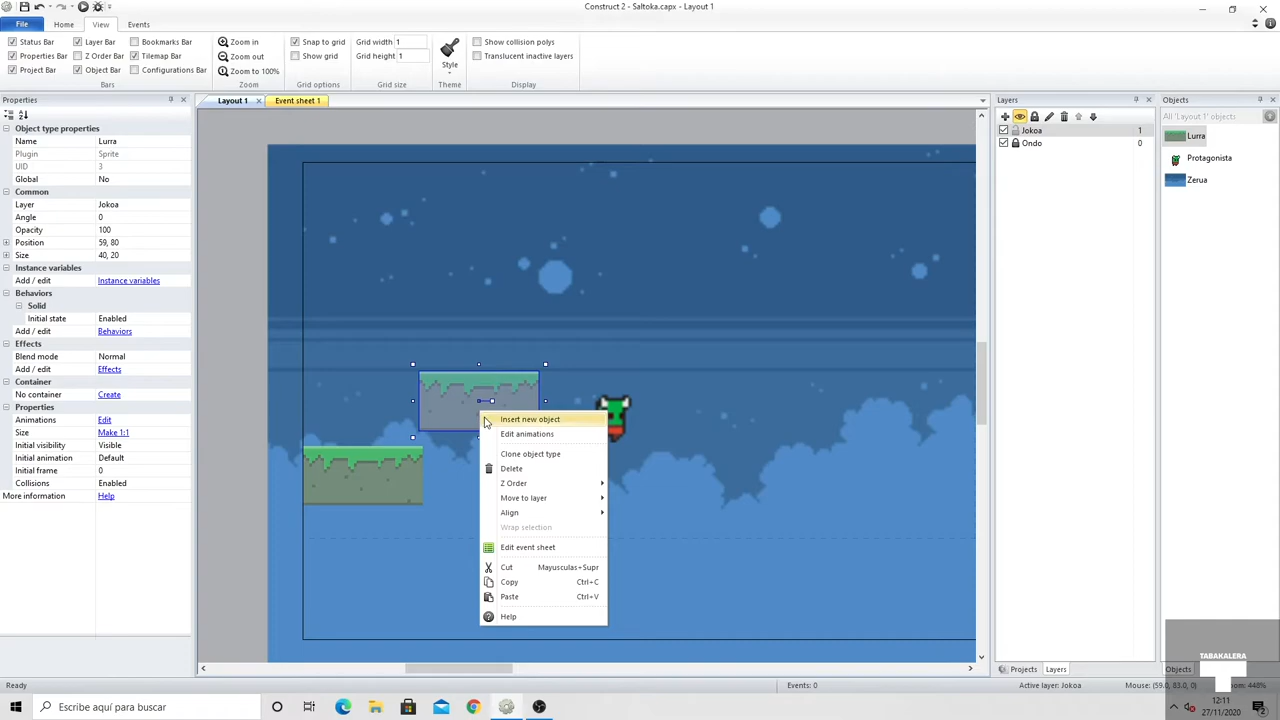 Construct 2 - Saltoka.capx - Layout 1
File Home View Events
Status Bar Layer Bar Bookmarks Bar Zoom in Snap to grid Grid width 1 Show collision polys
Properties Bar Z Order Bar Tilemap Bar Zoom out Show grid Grid height 1 Style Translucent inactive layers
Project Bar Object Bar Configurations Bar Zoom to 100%
Bars Zoom Grid options Grid size Theme Display
Properties Layout 1 Event sheet 1 Layers Objects
All 'Layout 1' objects
Object type properties
Name Lurra
Plugin Sprite
UID 3
Global No
Common
Layer Jokoa
Angle 0
Opacity 100
Position 59, 80
Size 40, 20
Instance variables
Add / edit Instance variables
Behaviors
Solid
Initial state Enabled
Add / edit Behaviors
Effects
Blend mode Normal
Add / edit Effects
Container
No container Create
Properties
Animations Edit
Size Make 1:1
Initial visibility Visible
Initial animation Default
Initial frame 0
Collisions Enabled
More information Help
Insert new object
Edit animations
Clone object type
Delete
Z Order
Move to layer
Align
Wrap selection
Edit event sheet
Cut Mayusculas+Supr
Copy Ctrl+C
Paste Ctrl+V
Help
Jokoa 1
Ondo 0
Lurra
Protagonista
Zerua
TABAKALERA
Projects Layers Objects
Ready Events: 0 Active layer: Jokoa Mouse: (59.0, 83.0, 0) Zoom: 448%
Escribe aquí para buscar
12:11
27/11/2020
2